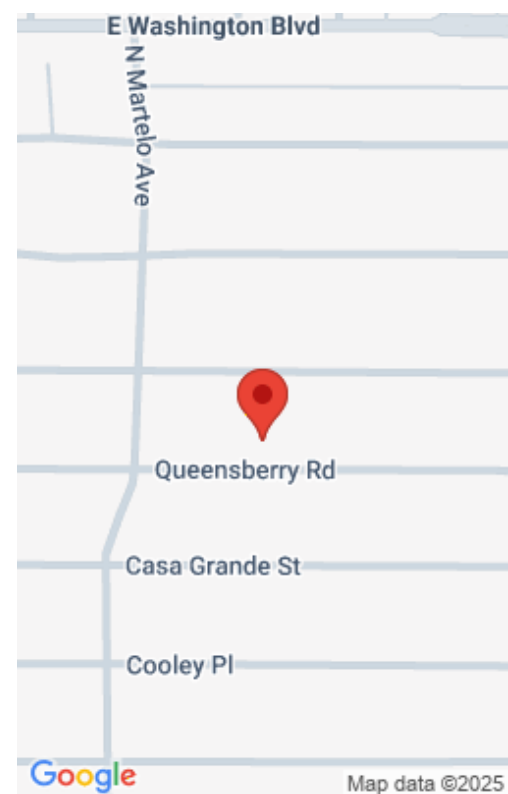 E Washington Blvd
N Martelo Ave
Queensberry Rd
Casa Grande St
Cooley Pl
Google
Map data ©2025